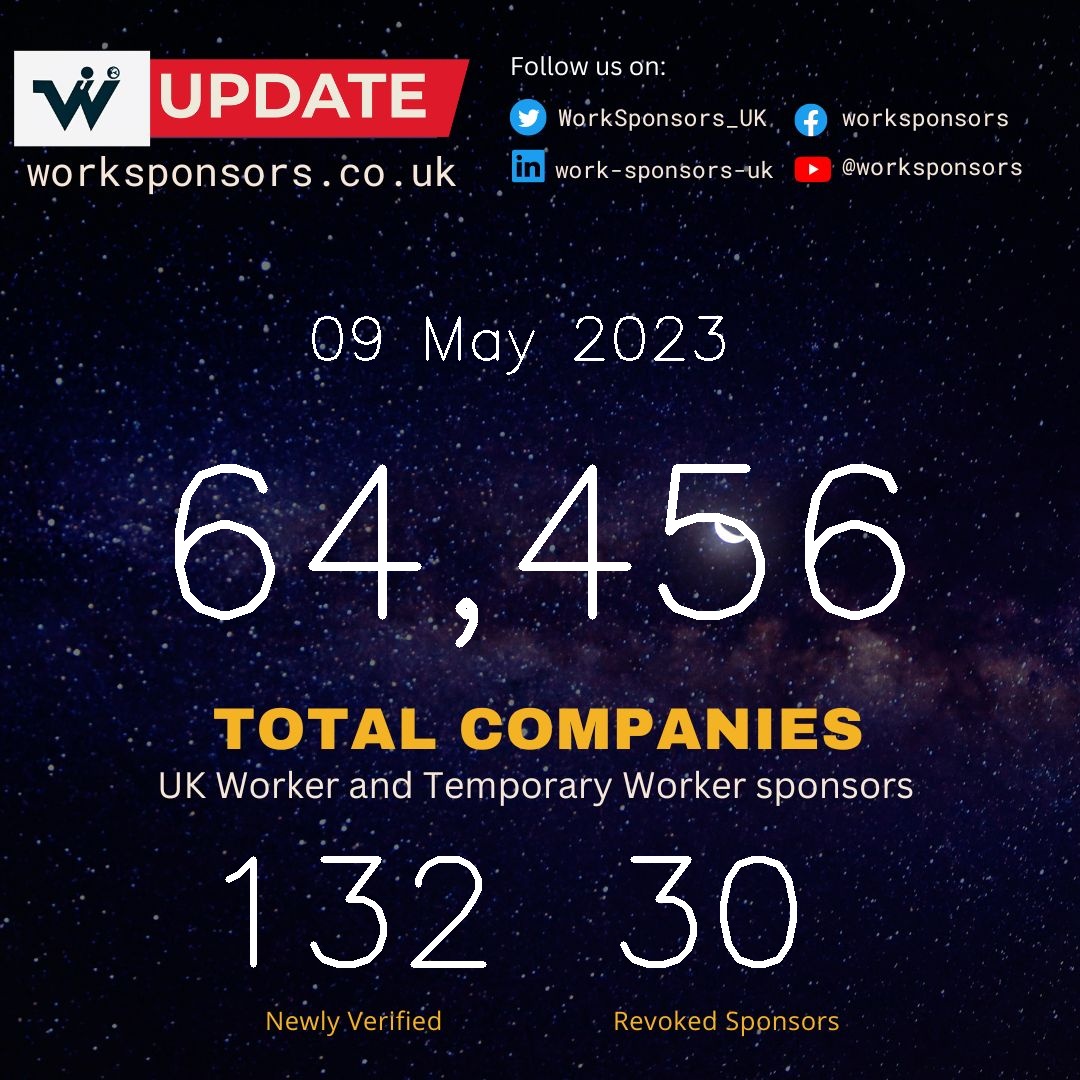 UPDATE
worksponsors.co.uk
Follow us on:
WorkSponsors_UK
worksponsors
work-sponsors-uk
@worksponsors
09 May 2023
64,456
TOTAL COMPANIES
UK Worker and Temporary Worker sponsors
132 30
Newly Verified Revoked Sponsors